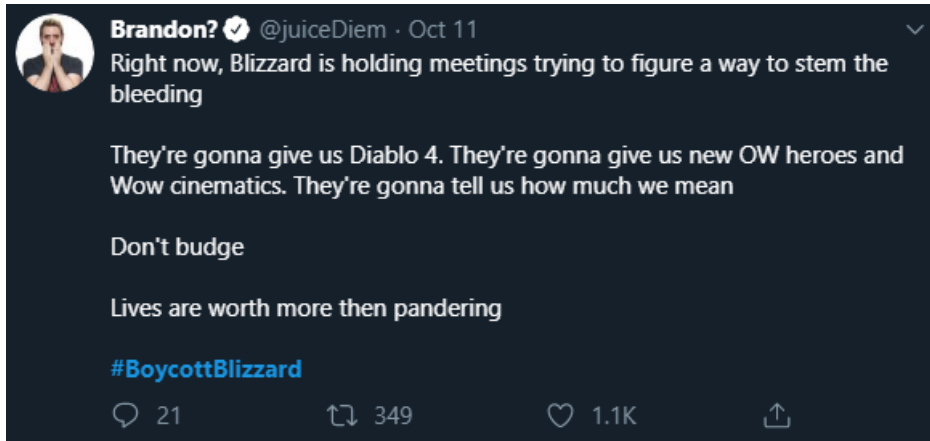 Brandon? @juiceDiem · Oct 11
Right now, Blizzard is holding meetings trying to figure a way to stem the
bleeding
They're gonna give us Diablo 4. They're gonna give us new OW heroes and
Wow cinematics. They're gonna tell us how much we mean
Don't budge
Lives are worth more then pandering
#BoycottBlizzard
21 349 1.1K